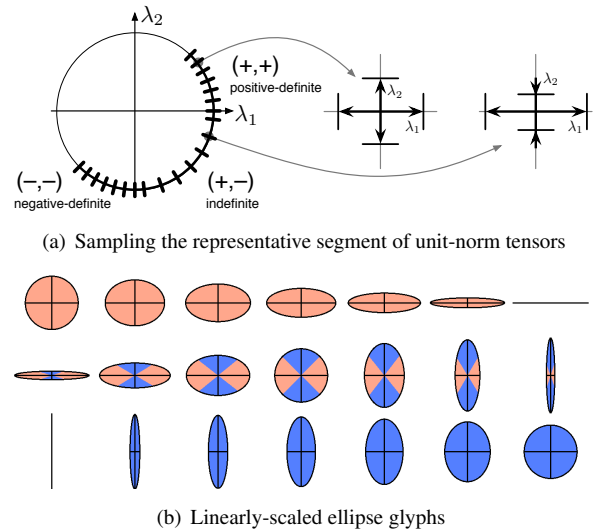 λ₂
(+,+)
positive-definite
λ₁
(−,−)
negative-definite
(+,−)
indefinite
λ₂
λ₁
λ₂
λ₁
(a) Sampling the representative segment of unit-norm tensors
(b) Linearly-scaled ellipse glyphs